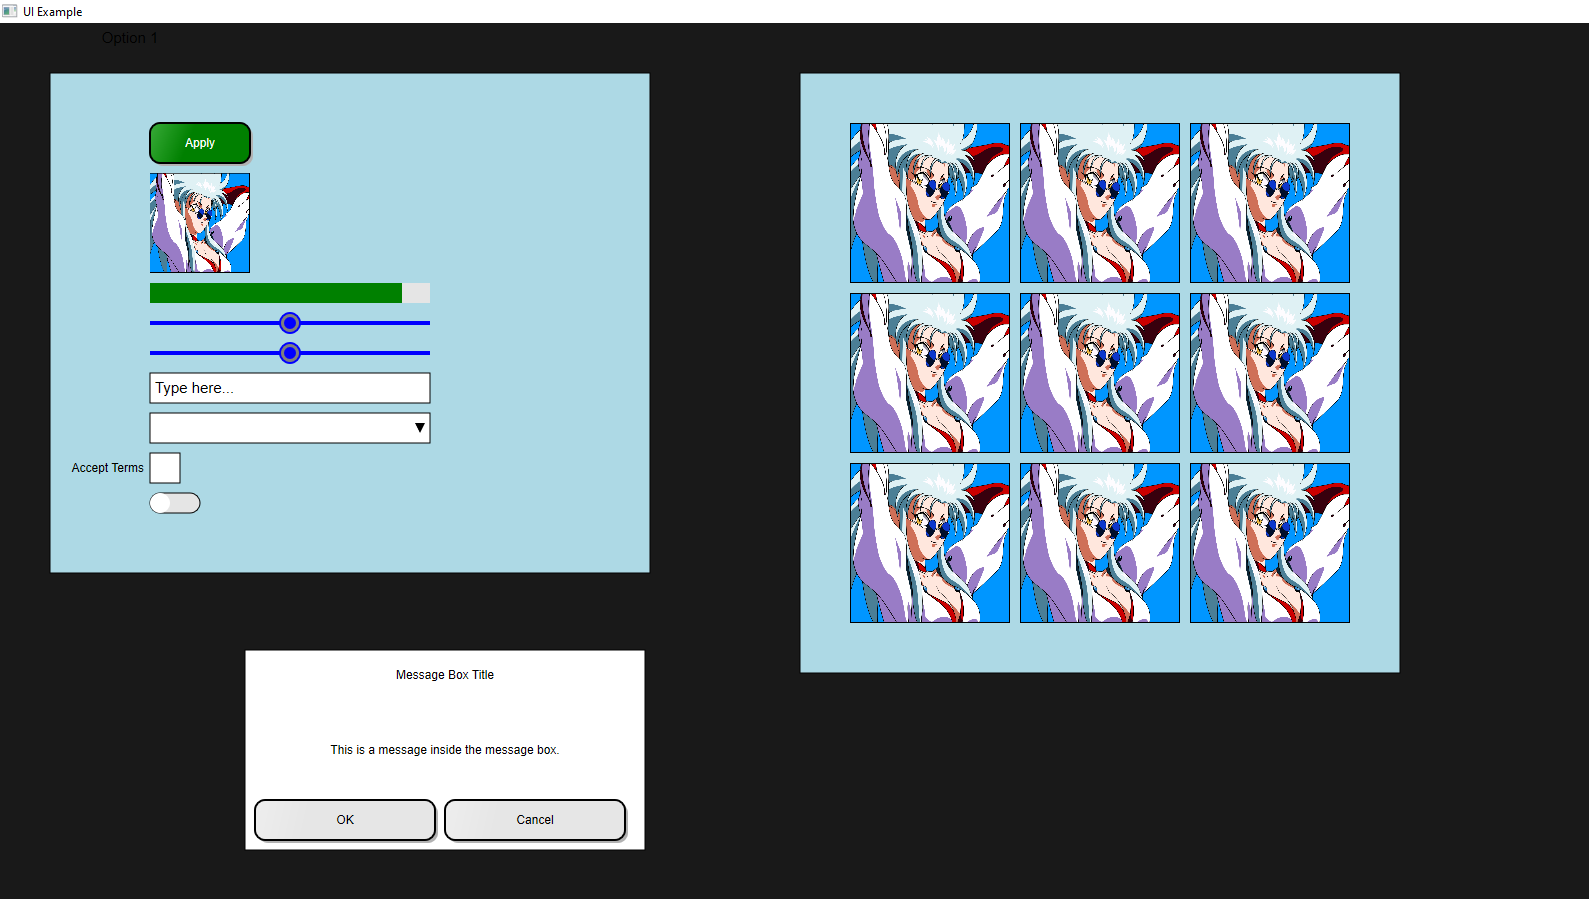 UI Example
Option 1
Apply
Type here...
Accept Terms
Message Box Title
This is a message inside the message box.
OK
Cancel